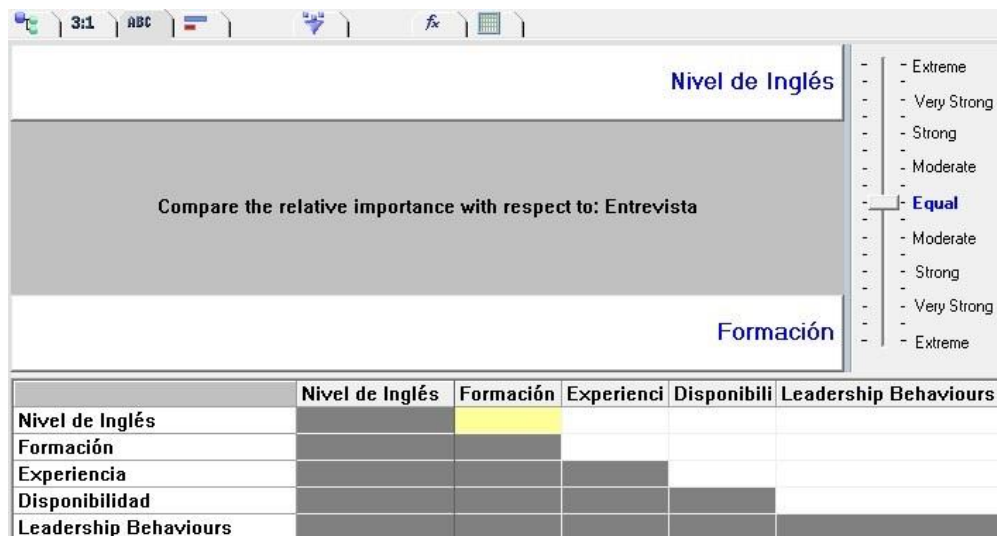 3:1 ABC fx
Nivel de Inglés
Compare the relative importance with respect to: Entrevista
Formación
Extreme
Very Strong
Strong
Moderate
Equal
Moderate
Strong
Very Strong
Extreme
Nivel de Inglés Formación Experienci Disponibili Leadership Behaviours
Nivel de Inglés
Formación
Experiencia
Disponibilidad
Leadership Behaviours